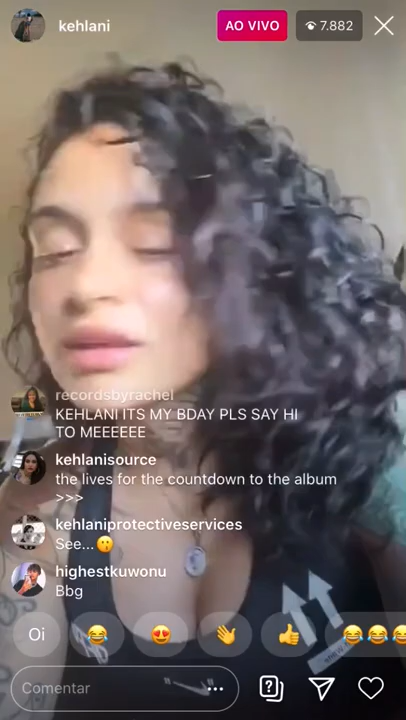 kehlani
AO VIVO
7.882
recordsbyrachel
KEHLANI ITS MY BDAY PLS SAY HI
TO MEEEEEE
kehlanisource
the lives for the countdown to the album
>>>
kehlaniprotectiveservices
See...🤫
highestkuwonu
Bbg
Oi
Comentar